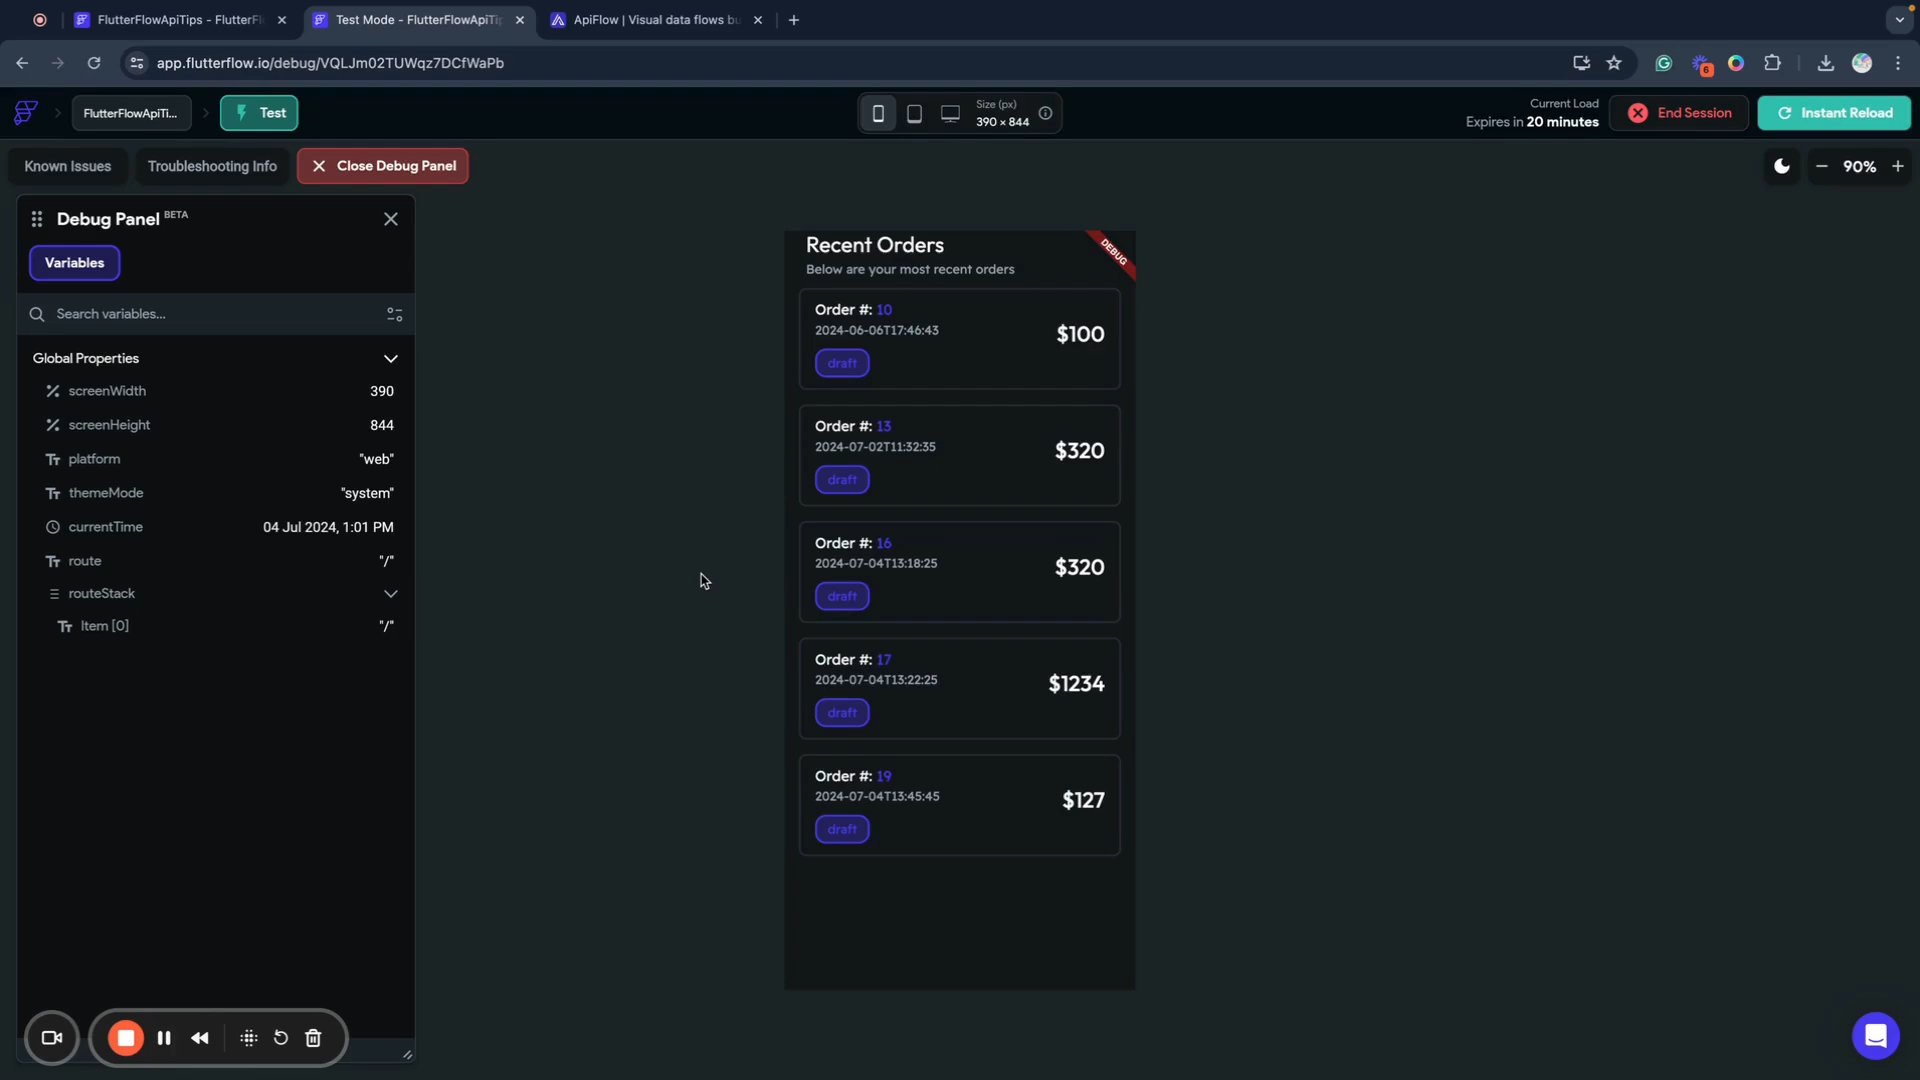 FlutterFlowApiTips - FlutterFl
Test Mode - FlutterFlowApiTip
ApiFlow | Visual data flows bu
app.flutterflow.io/debug/VQLJm02TUWqz7DCfWaPb
6
FlutterFlowApiTi...
Test
Size (px)
390 × 844
Current Load
Expires in 20 minutes
End Session
Instant Reload
Known Issues
Troubleshooting Info
Close Debug Panel
90%
Debug Panel BETA
Variables
Search variables...
Global Properties
screenWidth 390
screenHeight 844
platform "web"
themeMode "system"
currentTime 04 Jul 2024, 1:01 PM
route "/"
routeStack
Item [0] "/"
Recent Orders
DEBUG
Below are your most recent orders
Order #: 10
2024-06-06T17:46:43
$100
draft
Order #: 13
2024-07-02T11:32:35
$320
draft
Order #: 16
2024-07-04T13:18:25
$320
draft
Order #: 17
2024-07-04T13:22:25
$1234
draft
Order #: 19
2024-07-04T13:45:45
$127
draft